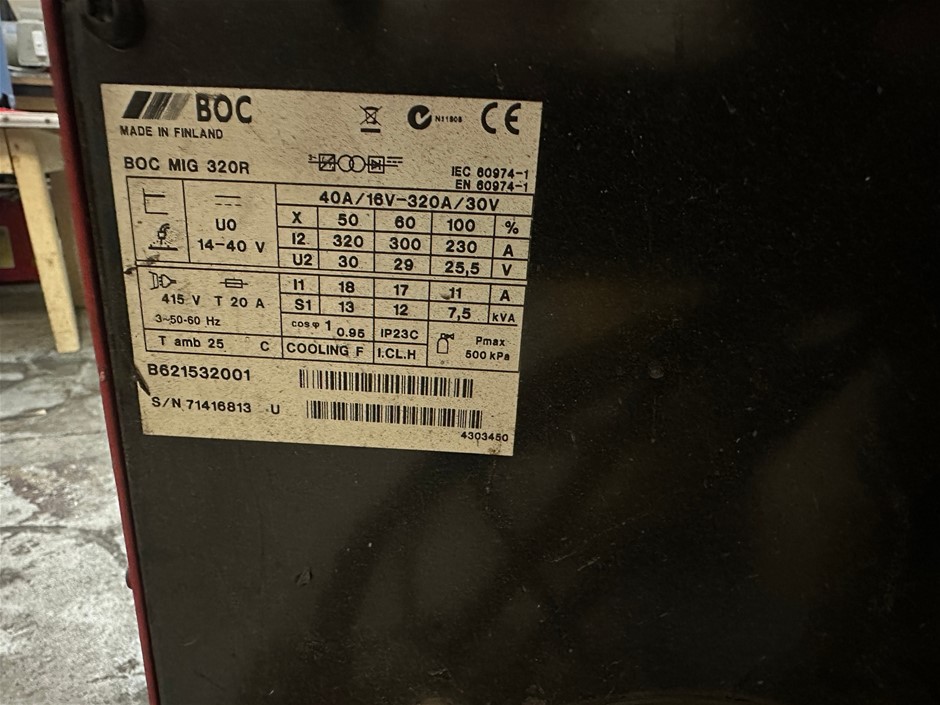 BOC
MADE IN FINLAND
N11808
CE
BOC MIG 320R
IEC 60974-1
EN 60974-1
40A/16V-320A/30V
U0
14-40 V
X 50 60 100 %
I2 320 300 230 A
U2 30 29 25,5 V
415 V T 20 A
3~50-60 Hz
I1 18 17 11 A
S1 13 12 7,5 kVA
cos φ 1 0.95 IP23C
Pmax
500 kPa
T amb 25 C
COOLING F I.CL.H
B621532001
S/N 71416813 U
4303450